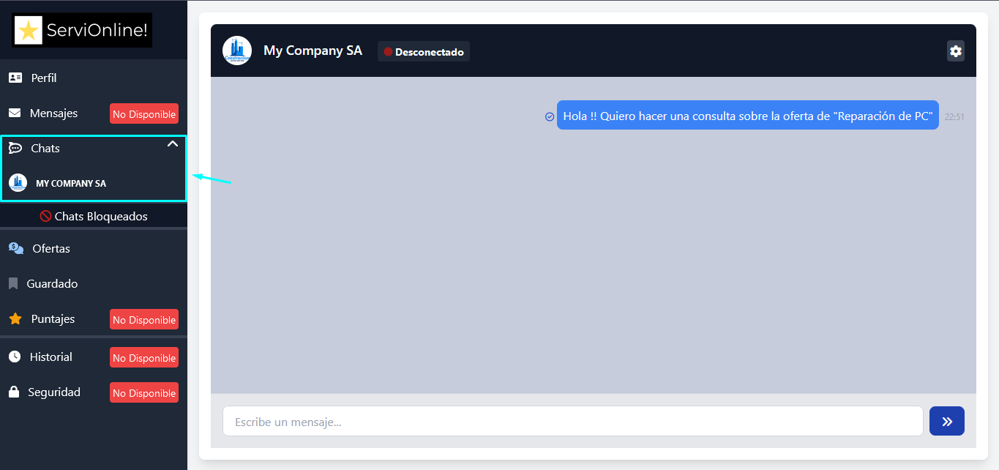 ServiOnline!
Perfil
Mensajes No Disponible
Chats
MY COMPANY SA
Chats Bloqueados
Ofertas
Guardado
Puntajes No Disponible
Historial No Disponible
Seguridad No Disponible
My Company SA Desconectado
Hola !! Quiero hacer una consulta sobre la oferta de "Reparación de PC" 22:51
Escribe un mensaje...